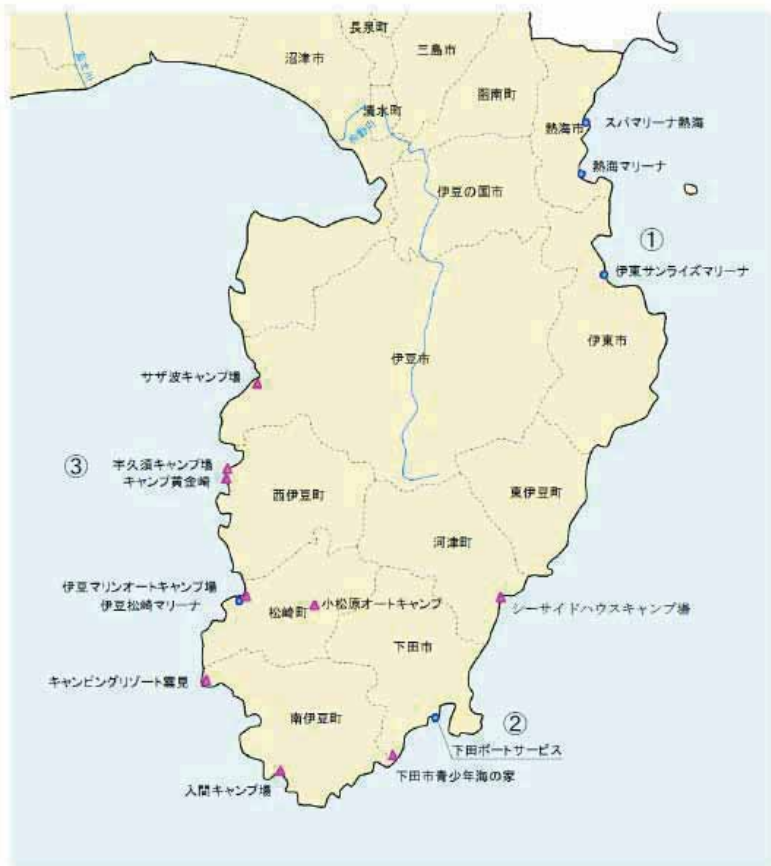 長泉町
三島市
沼津市
函南町
富士川
清水町
狩野川
熱海市
スパマリーナ熱海
熱海マリーナ
伊豆の国市
①
伊東サンライズマリーナ
伊東市
伊豆市
サザ波キャンプ場
③
宇久須キャンプ場
キャンプ黄金崎
西伊豆町
東伊豆町
河津町
伊豆マリンオートキャンプ場
伊豆松崎マリーナ
松崎町
小松原オートキャンプ
シーサイドハウスキャンプ場
下田市
キャンピングリゾート雲見
南伊豆町
②
下田ボートサービス
下田市青少年海の家
入間キャンプ場